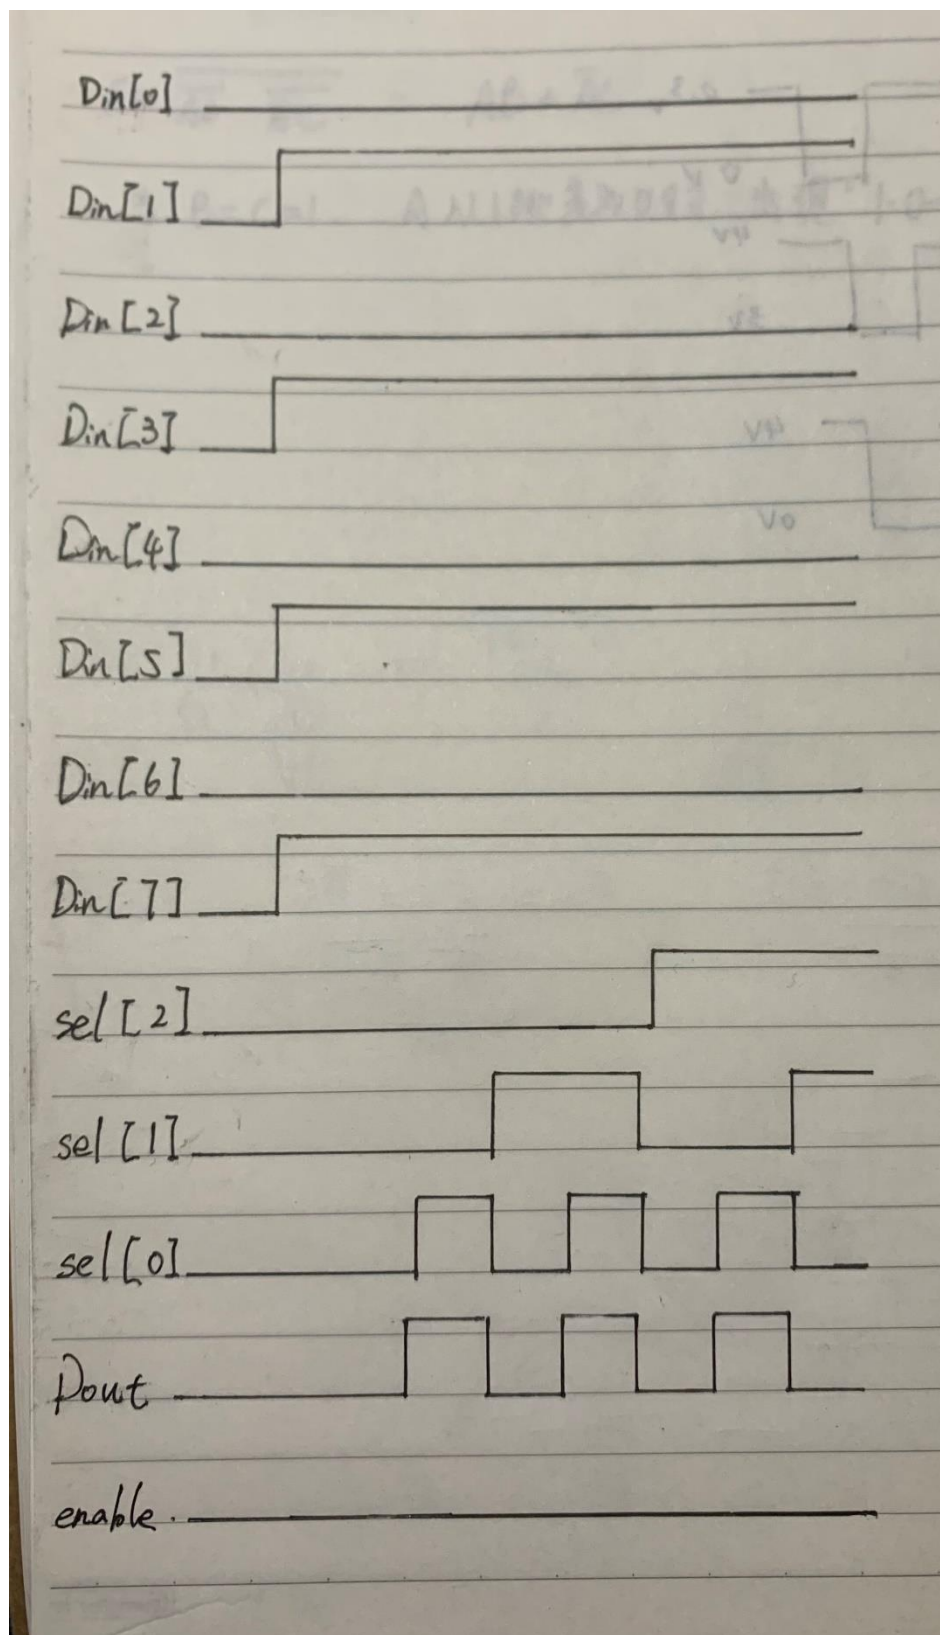 Din[0]
Din[1]
Din[2]
Din[3]
Din[4]
Din[5]
Din[6]
Din[7]
sel[2]
sel[1]
sel[0]
Dout
enable